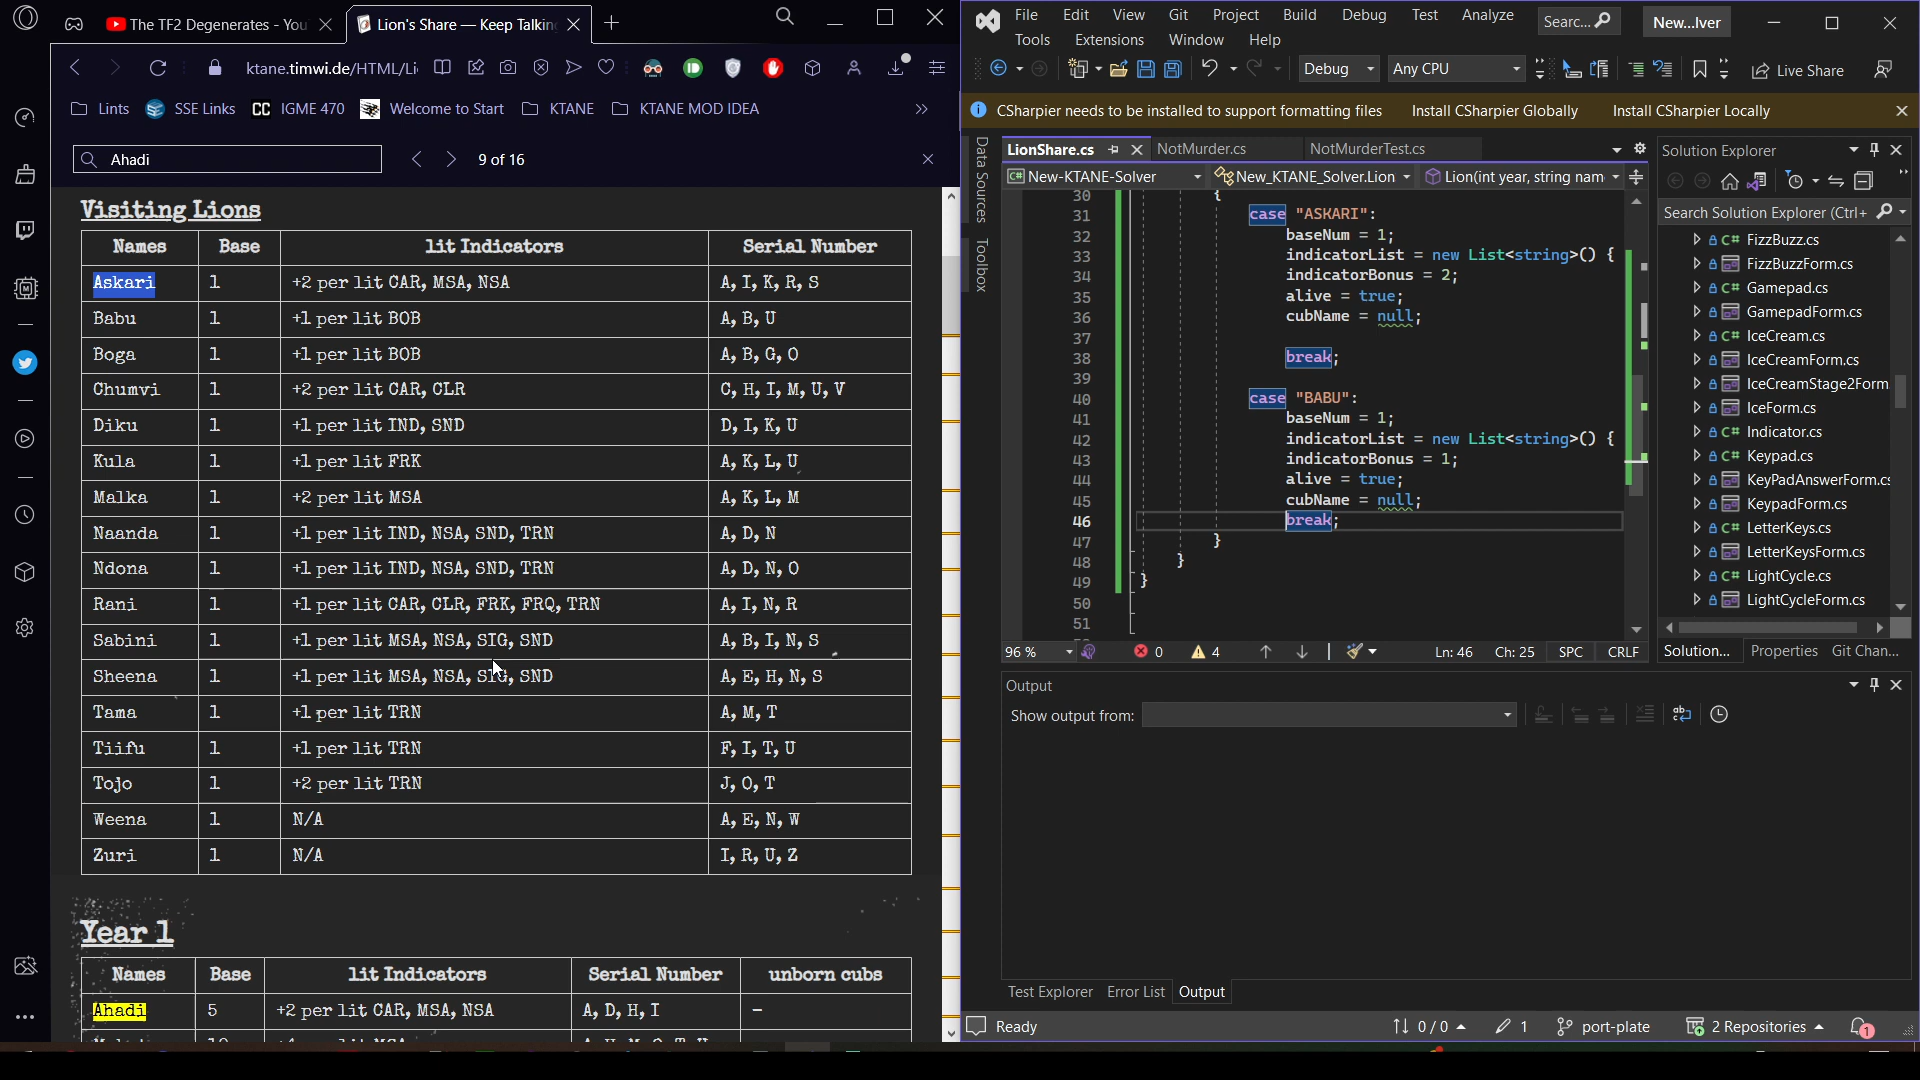 The TF2 Degenerates - You
Lion's Share — Keep Talkin
ktane.timwi.de/HTML/Li
Lints
SSE Links
CC IGME 470
Welcome to Start
KTANE
KTANE MOD IDEA
Ahadi
9 of 16
Visiting Lions
Names Base lit Indicators Serial Number
Askari 1 +2 per lit CAR, MSA, NSA A, I, K, R, S
Babu 1 +1 per lit BOB A, B, U
Boga 1 +1 per lit BOB A, B, G, O
Chumvi 1 +2 per lit CAR, CLR C, H, I, M, U, V
Diku 1 +1 per lit IND, SND D, I, K, U
Kula 1 +1 per lit FRK A, K, L, U
Malka 1 +2 per lit MSA A, K, L, M
Naanda 1 +1 per lit IND, NSA, SND, TRN A, D, N
Ndona 1 +1 per lit IND, NSA, SND, TRN A, D, N, O
Rani 1 +1 per lit CAR, CLR, FRK, FRQ, TRN A, I, N, R
Sabini 1 +1 per lit MSA, NSA, SIG, SND A, B, I, N, S
Sheena 1 +1 per lit MSA, NSA, SIG, SND A, E, H, N, S
Tama 1 +1 per lit TRN A, M, T
Tiifu 1 +1 per lit TRN F, I, T, U
Tojo 1 +2 per lit TRN J, O, T
Weena 1 N/A A, E, N, W
Zuri 1 N/A I, R, U, Z
Year 1
Names Base lit Indicators Serial Number unborn cubs
Ahadi 5 +2 per lit CAR, MSA, NSA A, D, H, I –
File Edit View Git Project Build Debug Test Analyze
Tools Extensions Window Help
Searc...
New...lver
Debug Any CPU Live Share
CSharpier needs to be installed to support formatting files Install CSharpier Globally Install CSharpier Locally
Data Sources
Toolbox
LionShare.cs NotMurder.cs NotMurderTest.cs
New-KTANE-Solver New_KTANE_Solver.Lion Lion(int year, string nam
30 {
31 case "ASKARI":
32 baseNum = 1;
33 indicatorList = new List<string>() {
34 indicatorBonus = 2;
35 alive = true;
36 cubName = null;
37
38 break;
39
40 case "BABU":
41 baseNum = 1;
42 indicatorList = new List<string>() {
43 indicatorBonus = 1;
44 alive = true;
45 cubName = null;
46 break;
47 }
48 }
49 }
50
51
96 % 0 4 Ln: 46 Ch: 25 SPC CRLF
Solution Explorer
Search Solution Explorer (Ctrl+
C# FizzBuzz.cs
FizzBuzzForm.cs
C# Gamepad.cs
GamepadForm.cs
C# IceCream.cs
IceCreamForm.cs
IceCreamStage2Form
IceForm.cs
C# Indicator.cs
C# Keypad.cs
KeyPadAnswerForm.cs
KeypadForm.cs
C# LetterKeys.cs
LetterKeysForm.cs
C# LightCycle.cs
LightCycleForm.cs
Solution... Properties Git Chan...
Output
Show output from:
Test Explorer Error List Output
Ready 0 / 0 1 port-plate 2 Repositories 1